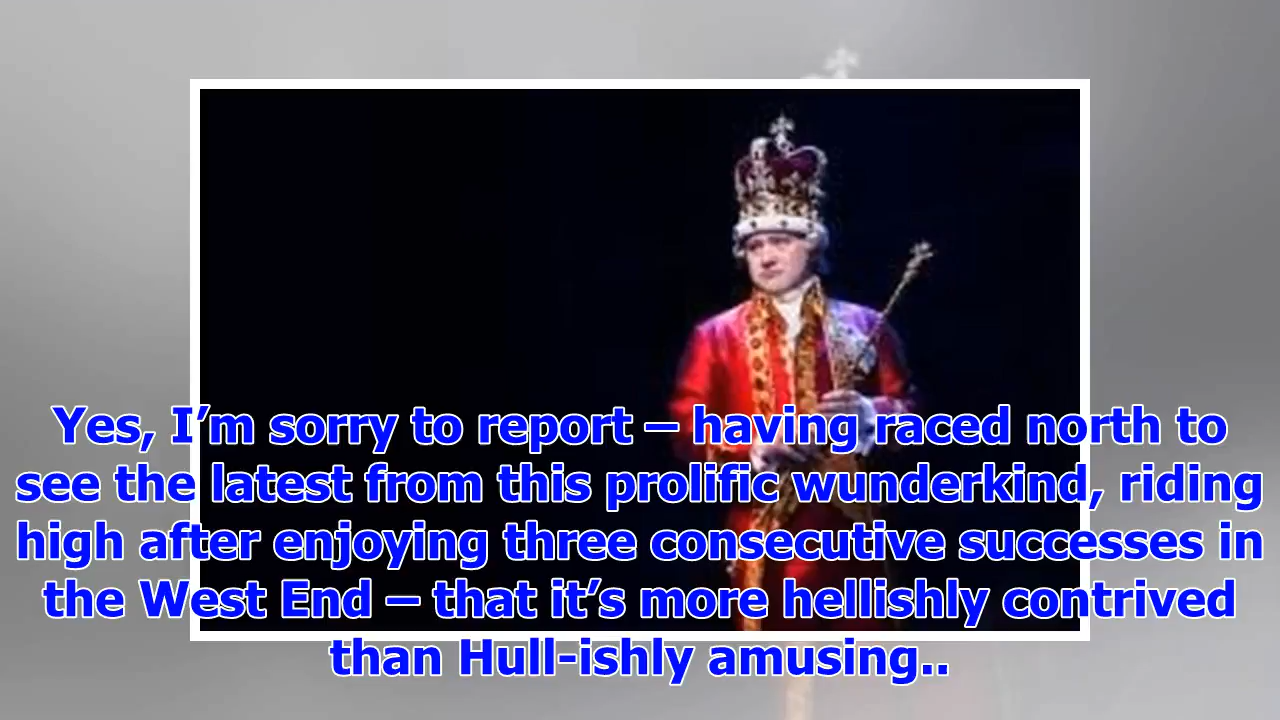 Yes, I’m sorry to report – having raced north to
see the latest from this prolific wunderkind, riding
high after enjoying three consecutive successes in
the West End – that it’s more hellishly contrived
than Hull-ishly amusing..